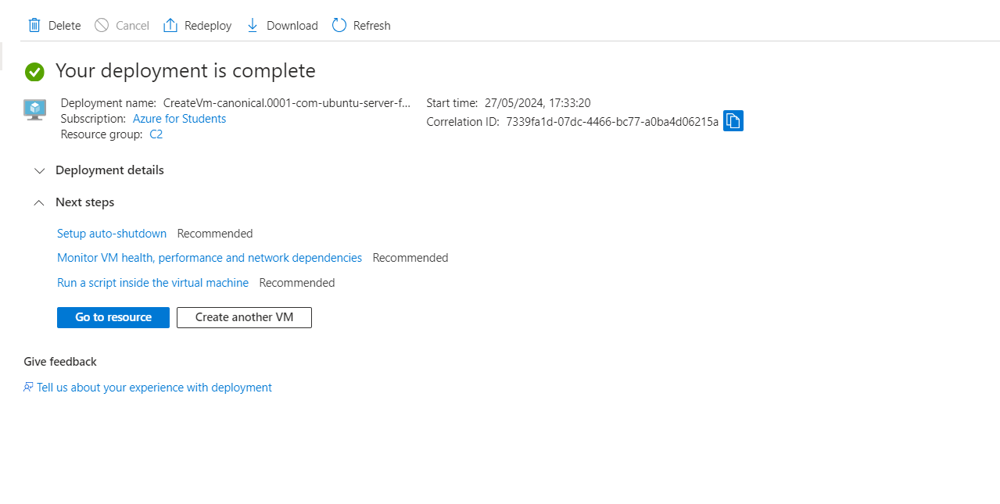 Delete Cancel Redeploy Download Refresh
Your deployment is complete
Deployment name: CreateVm-canonical.0001-com-ubuntu-server-f... Start time: 27/05/2024, 17:33:20
Subscription: Azure for Students Correlation ID: 7339fa1d-07dc-4466-bc77-a0ba4d06215a
Resource group: C2
Deployment details
Next steps
Setup auto-shutdown Recommended
Monitor VM health, performance and network dependencies Recommended
Run a script inside the virtual machine Recommended
Go to resource Create another VM
Give feedback
Tell us about your experience with deployment